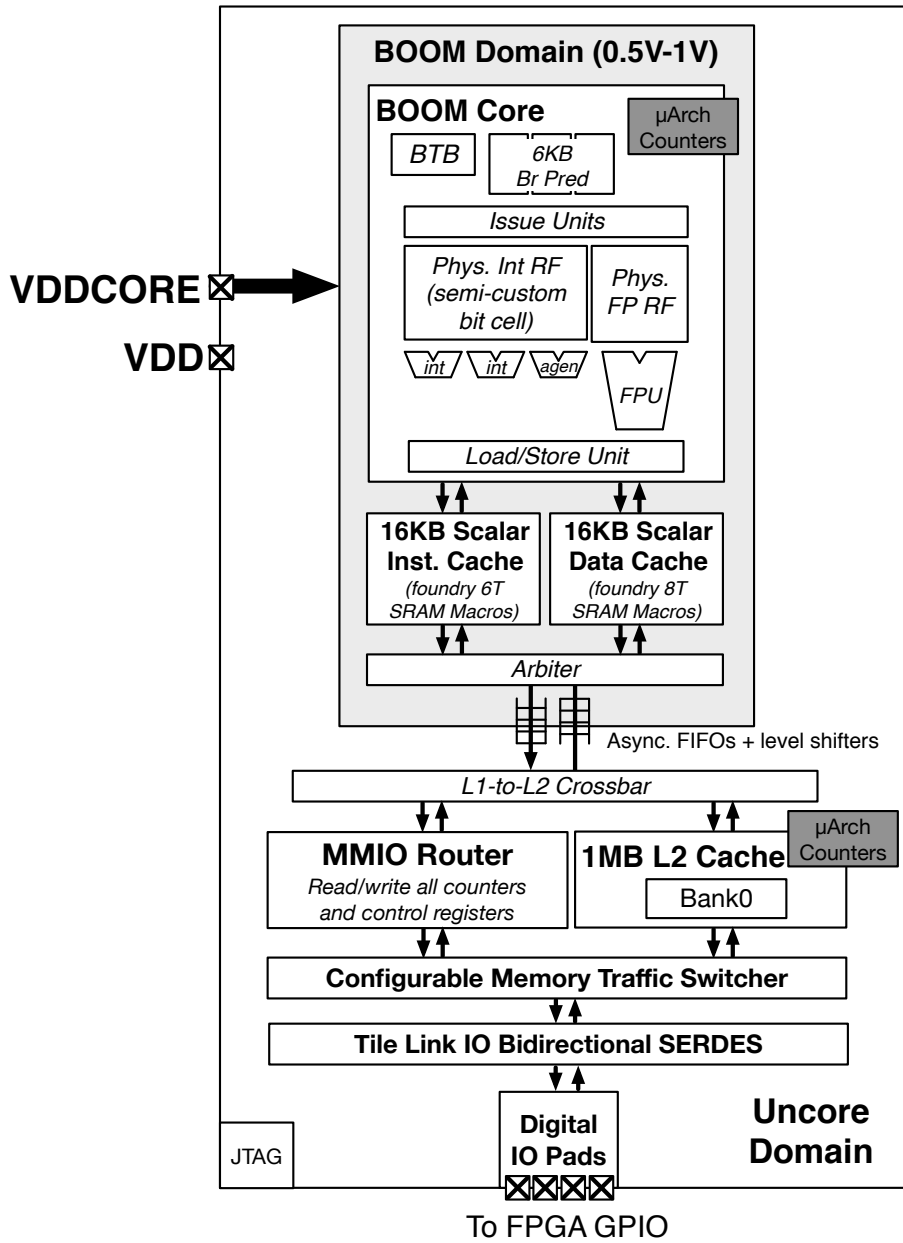 BOOM Domain (0.5V-1V)
BOOM Core
µArch
Counters
BTB
6KB
Br Pred
Issue Units
Phys. Int RF
(semi-custom
bit cell)
Phys.
FP RF
int
int
agen
FPU
Load/Store Unit
VDDCORE
VDD
16KB Scalar
Inst. Cache
(foundry 6T
SRAM Macros)
16KB Scalar
Data Cache
(foundry 8T
SRAM Macros)
Arbiter
Async. FIFOs + level shifters
L1-to-L2 Crossbar
MMIO Router
Read/write all counters
and control registers
µArch
Counters
1MB L2 Cache
Bank0
Configurable Memory Traffic Switcher
Tile Link IO Bidirectional SERDES
Digital
IO Pads
Uncore
Domain
JTAG
To FPGA GPIO